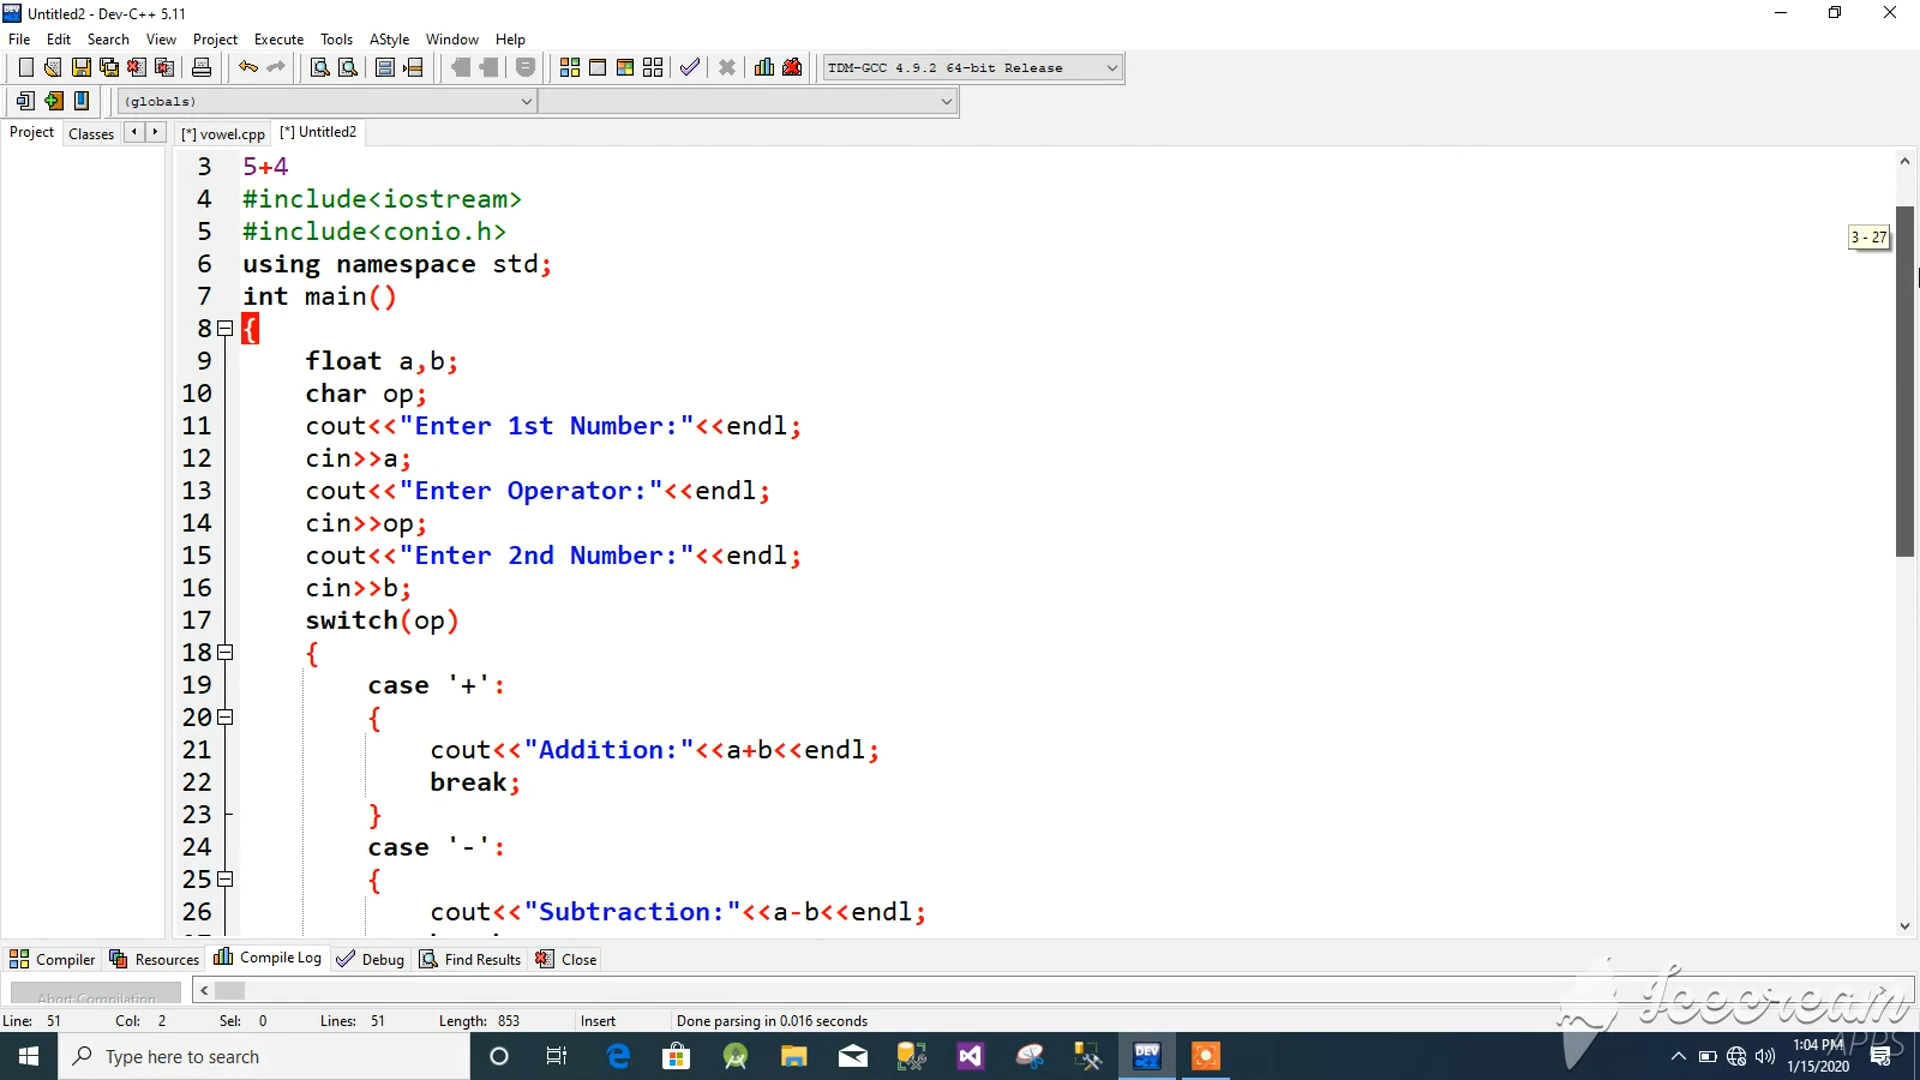 Untitled2 - Dev-C++ 5.11
File Edit Search View Project Execute Tools AStyle Window Help
TDM-GCC 4.9.2 64-bit Release
(globals)
Project Classes [*] vowel.cpp [*] Untitled2
3 5+4
4 #include<iostream>
5 #include<conio.h>
3 - 27
6 using namespace std;
7 int main()
8 {
9 float a,b;
10 char op;
11 cout<<"Enter 1st Number:"<<endl;
12 cin>>a;
13 cout<<"Enter Operator:"<<endl;
14 cin>>op;
15 cout<<"Enter 2nd Number:"<<endl;
16 cin>>b;
17 switch(op)
18 {
19 case '+':
20 {
21 cout<<"Addition:"<<a+b<<endl;
22 break;
23 }
24 case '-':
25 {
26 cout<<"Subtraction:"<<a-b<<endl;
Compiler Resources Compile Log Debug Find Results Close
Abort Compilation
Icecream
APPS
Line: 51 Col: 2 Sel: 0 Lines: 51 Length: 853 Insert Done parsing in 0.016 seconds
Type here to search
DEV
1:04 PM
1/15/2020